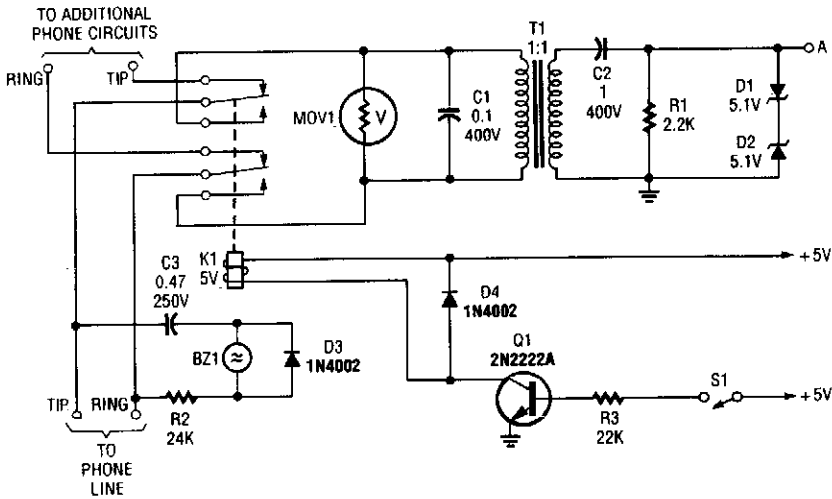 TO ADDITIONAL
PHONE CIRCUITS
RING
TIP
MOV1
V
C1
0.1
400V
T1
1:1
C2
1
400V
R1
2.2K
D1
5.1V
D2
5.1V
A
K1
5V
+5V
C3
0.47
250V
BZ1
D3
1N4002
D4
1N4002
Q1
2N2222A
S1
+5V
R3
22K
TIP
RING
R2
24K
TO
PHONE
LINE